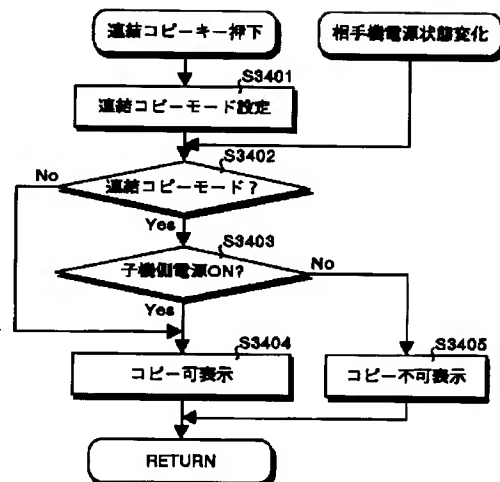 連結コピーキー押下
相手機電源状態変化
S3401
連結コピーモード設定
S3402
連結コピーモード?
No
Yes
S3403
子機側電源ON?
No
Yes
S3404
コピー可表示
S3405
コピー不可表示
RETURN